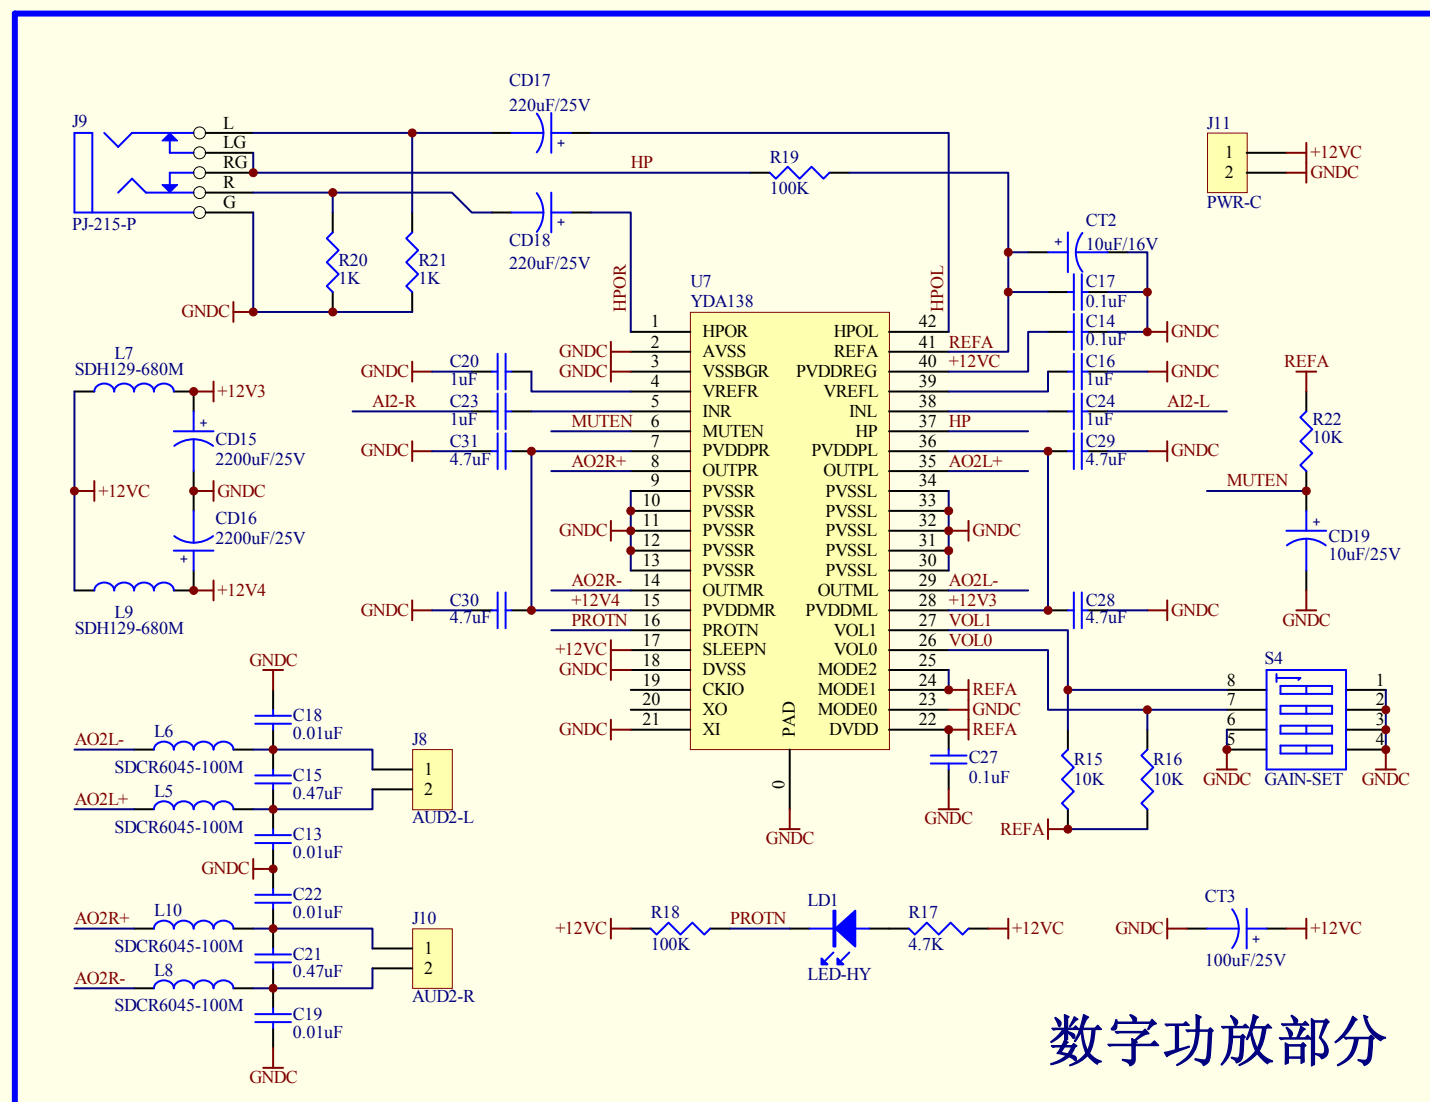 CD17
220uF/25V
J9
L
LG
RG
R
G
PJ-215-P
HP
R19
100K
J11
1
2
+12VC
GNDC
PWR-C
CD18
220uF/25V
R20
1K
R21
1K
GNDC
HPOR
HPOL
CT2
10uF/16V
C17
0.1uF
C14
0.1uF
GNDC
U7
YDA138
1 HPOR HPOL 42
GNDC 2 AVSS REFA 41 REFA
GNDC 3 VSSBGR PVDDREG 40 +12VC
4 VREFR VREFL 39
5 INR INL 38
MUTEN 6 MUTEN HP 37 HP
7 PVDDPR PVDDPL 36
AO2R+ 8 OUTPR OUTPL 35 AO2L+
9 PVSSR PVSSL 34
10 PVSSR PVSSL 33
GNDC 11 PVSSR PVSSL 32 GNDC
12 PVSSR PVSSL 31
13 PVSSR PVSSL 30
AO2R- 14 OUTMR OUTML 29 AO2L-
+12V4 15 PVDDMR PVDDML 28 +12V3
PROTN 16 PROTN VOL1 27 VOL1
+12VC 17 SLEEPN VOL0 26 VOL0
GNDC 18 DVSS MODE2 25
19 CKIO MODE1 24 REFA
20 XO MODE0 23 GNDC
GNDC 21 XI DVDD 22 REFA
PAD
0
GNDC
GNDC C20
1uF
AI2-R C23
1uF
GNDC C31
4.7uF
GNDC C30
4.7uF
C16 GNDC
1uF
C24 AI2-L
1uF
C29 GNDC
4.7uF
C28 GNDC
4.7uF
C27
0.1uF
GNDC
L7
SDH129-680M
+12V3
+
CD15
2200uF/25V
+12VC
GNDC
CD16
2200uF/25V
+
+12V4
L9
SDH129-680M
REFA
R22
10K
MUTEN
+
CD19
10uF/25V
GNDC
S4
8 1
7 2
6 3
5 4
GNDC GAIN-SET GNDC
R15
10K
R16
10K
REFA
GNDC
C18
0.01uF
AO2L- L6
SDCR6045-100M
C15
0.47uF
AO2L+ L5
SDCR6045-100M
J8
1
2
AUD2-L
C13
0.01uF
GNDC
C22
0.01uF
AO2R+ L10
SDCR6045-100M
C21
0.47uF
AO2R- L8
SDCR6045-100M
J10
1
2
AUD2-R
C19
0.01uF
GNDC
+12VC R18 PROTN LD1 R17 +12VC
100K LED-HY 4.7K
CT3
GNDC + +12VC
100uF/25V
数字功放部分